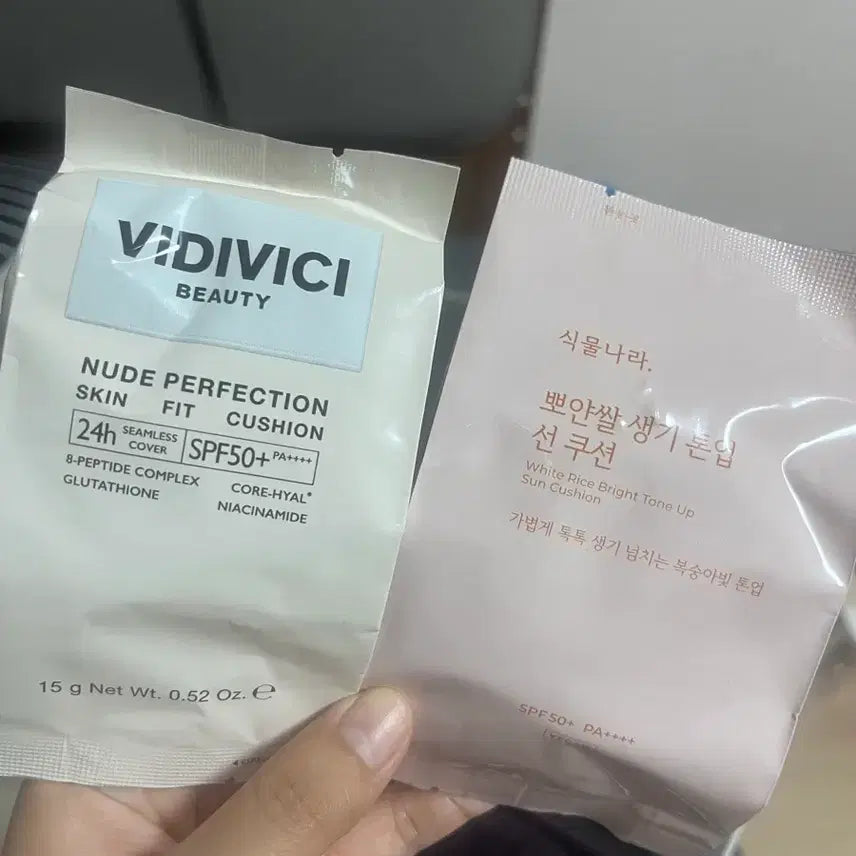 VIDIVICI
BEAUTY
NUDE PERFECTION
SKIN FIT CUSHION
24h SEAMLESS COVER SPF50+ PA++++
8-PEPTIDE COMPLEX CORE-HYAL*
GLUTATHIONE NIACINAMIDE
15 g Net Wt. 0.52 Oz. ℮
식물나라.
뽀얀쌀 생기 톤업
선 쿠션
White Rice Bright Tone Up
Sun Cushion
가볍게 톡톡 생기 넘치는 복숭아빛 톤업
SPF50+ PA++++